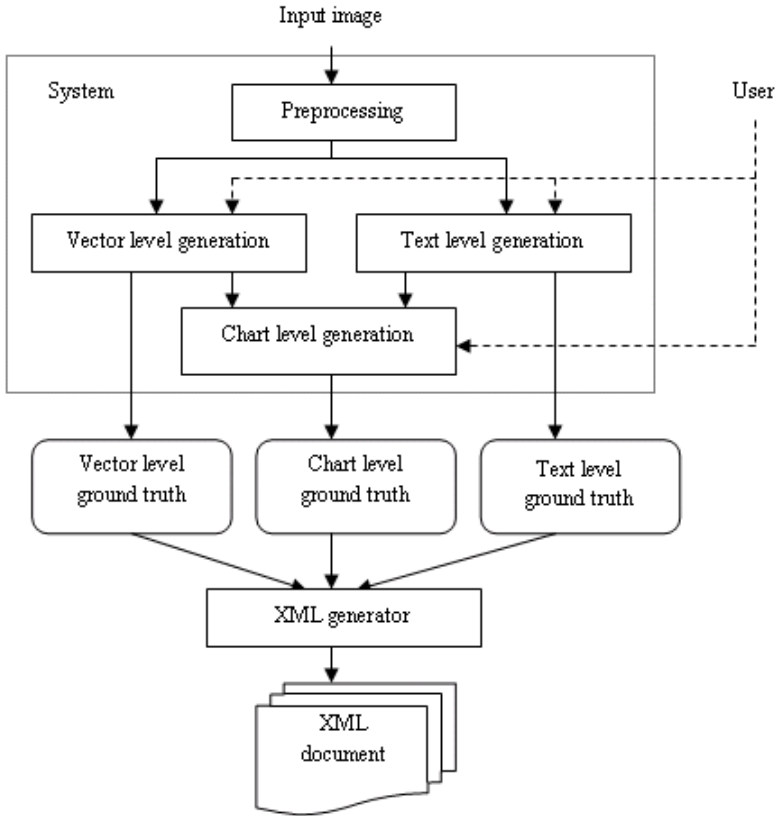 Input image
System
User
Preprocessing
Vector level generation
Text level generation
Chart level generation
Vector level
ground truth
Chart level
ground truth
Text level
ground truth
XML generator
XML
document